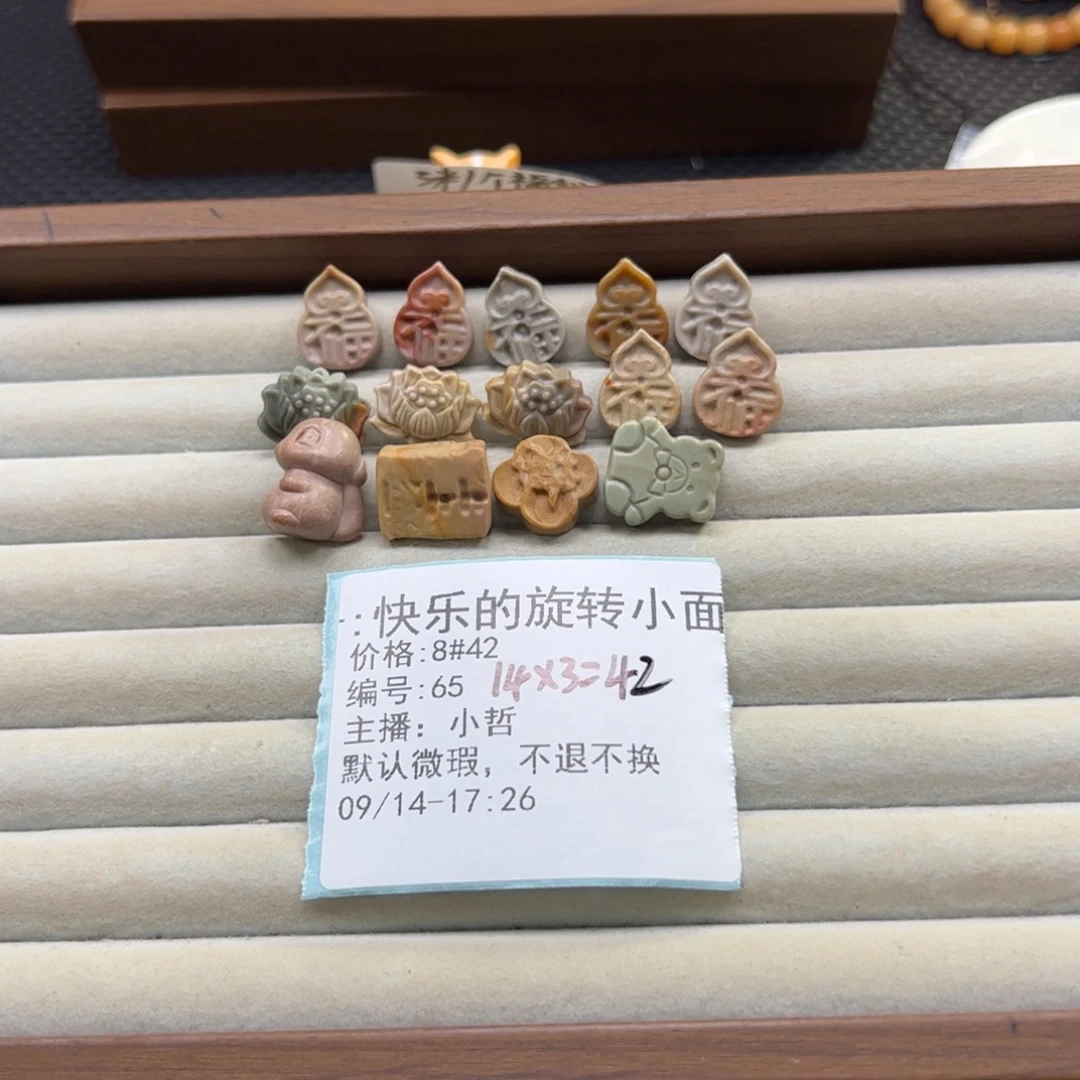 :快乐的旋转小面
价格:8#42
编号:65 14×3=42
主播：小哲
默认微瑕，不退不换
09/14-17:26